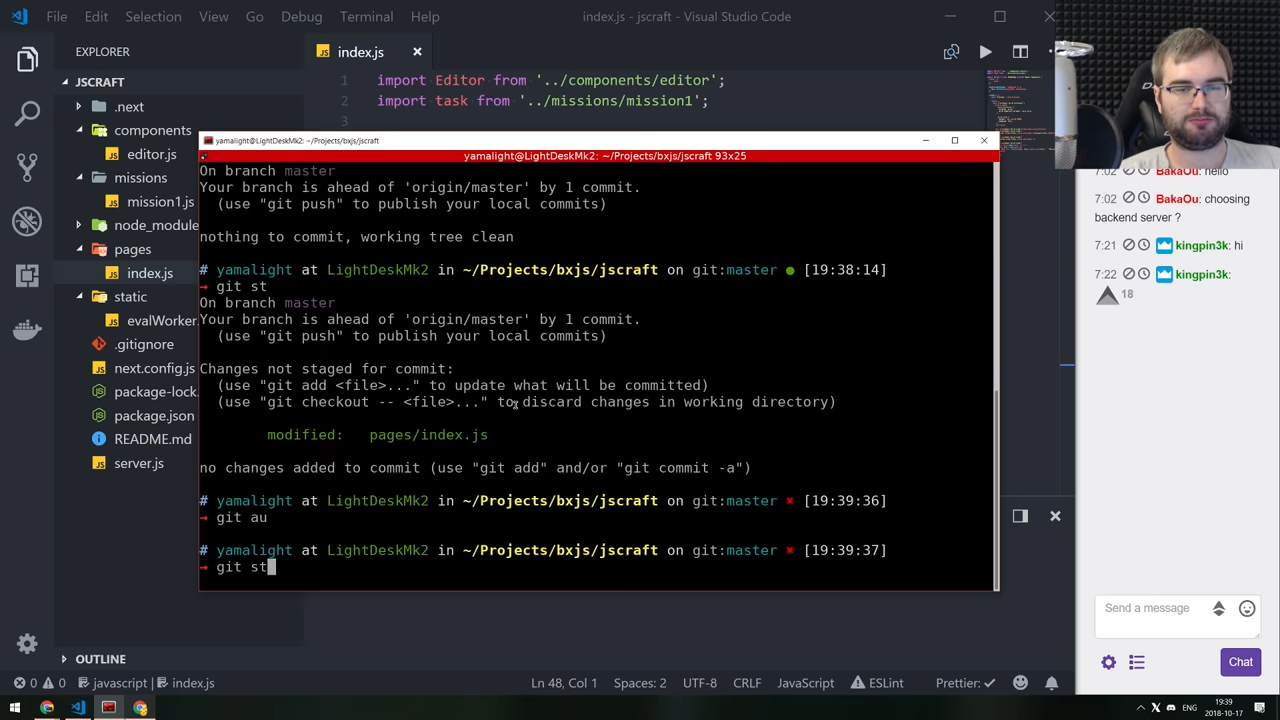 File
Edit
Selection
View
Go
Debug
Terminal
Help
index.js - jscraft - Visual Studio Code
EXPLORER
JS index.js
JSCRAFT
.next
components
editor.js
missions
mission1.js
node_module
pages
index.js
static
evalWorker.
.gitignore
next.config.js
package-lock.
package.json
README.md
server.js
OUTLINE
1 import Editor from '../components/editor';
2 import task from '../missions/mission1';
3
yamalight@LightDeskMk2: ~/Projects/bxjs/jscraft
yamalight@LightDeskMk2: ~/Projects/bxjs/jscraft 93x25
On branch master
Your branch is ahead of 'origin/master' by 1 commit.
(use "git push" to publish your local commits)
nothing to commit, working tree clean
# yamalight at LightDeskMk2 in ~/Projects/bxjs/jscraft on git:master ● [19:38:14]
→ git st
On branch master
Your branch is ahead of 'origin/master' by 1 commit.
(use "git push" to publish your local commits)
Changes not staged for commit:
(use "git add <file>..." to update what will be committed)
(use "git checkout -- <file>..." to discard changes in working directory)
modified: pages/index.js
no changes added to commit (use "git add" and/or "git commit -a")
# yamalight at LightDeskMk2 in ~/Projects/bxjs/jscraft on git:master ✖ [19:39:36]
→ git au
# yamalight at LightDeskMk2 in ~/Projects/bxjs/jscraft on git:master ✖ [19:39:37]
→ git st
7:02 BakaOu: hello
7:02 BakaOu: choosing
backend server ?
7:21 kingpin3k: hi
7:22 kingpin3k:
18
Send a message
Chat
0 0 javascript index.js
Ln 48, Col 1
Spaces: 2
UTF-8
CRLF
JavaScript
ESLint
Prettier: ✓
ENG
19:39
2018-10-17